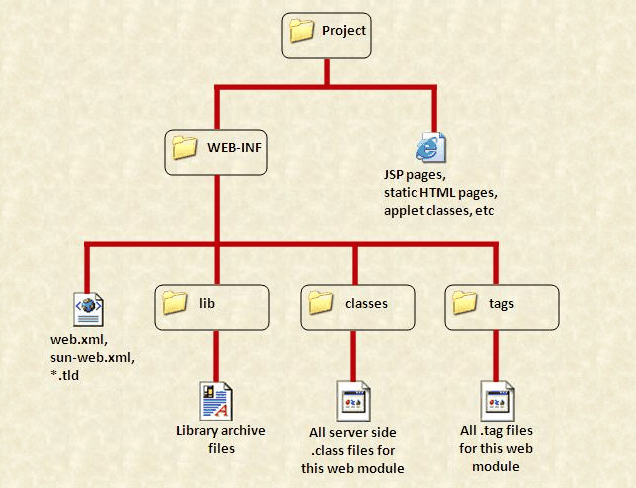 Project
WEB-INF
JSP pages,
static HTML pages,
applet classes, etc
web.xml,
sun-web.xml,
*.tld
lib
classes
tags
Library archive
files
All server side
.class files for
this web module
All .tag files
for this web
module